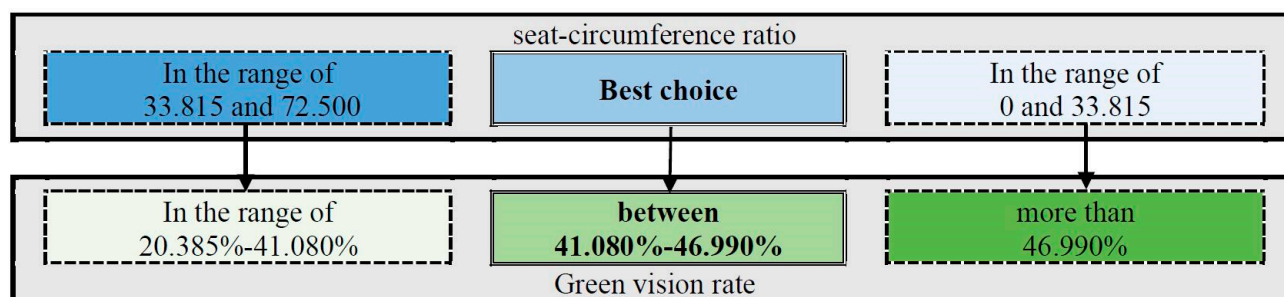 seat-circumference ratio
In the range of
33.815 and 72.500
Best choice
In the range of
0 and 33.815
In the range of
20.385%-41.080%
between
41.080%-46.990%
more than
46.990%
Green vision rate